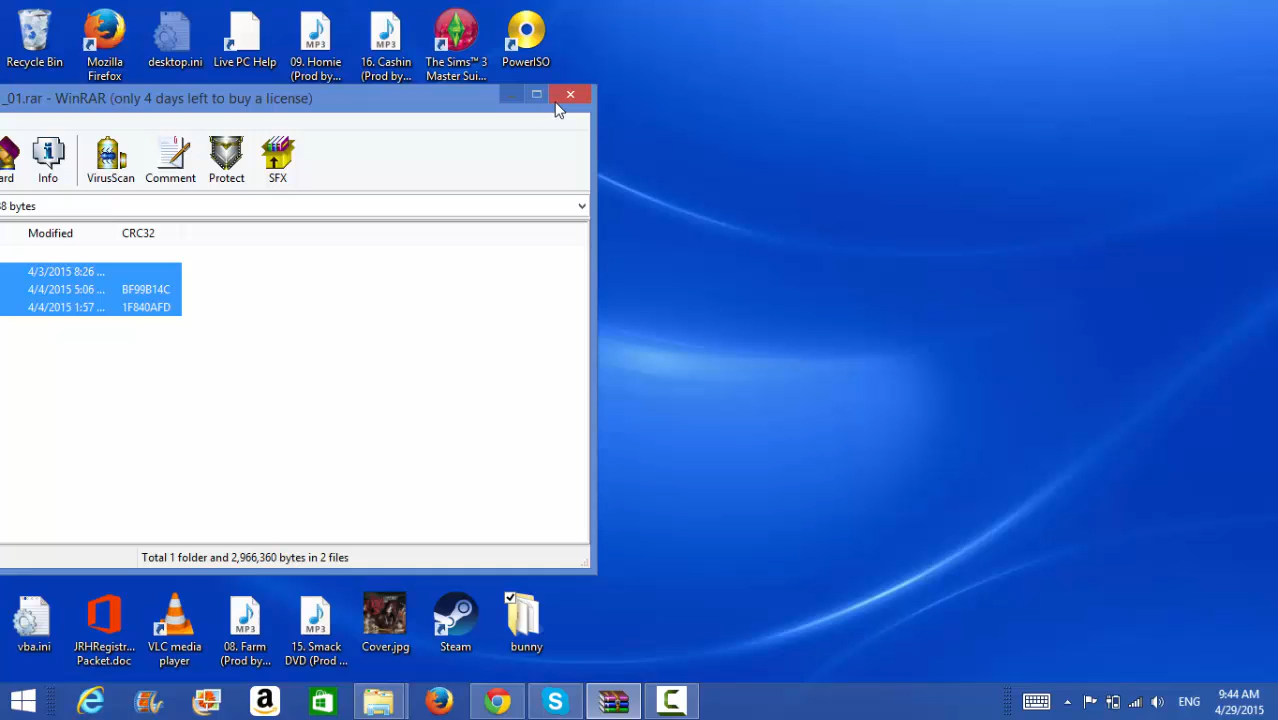 Recycle Bin
Mozilla
Firefox
desktop.ini
Live PC Help
09. Homie
(Prod by...
16. Cashin
(Prod by...
The Sims™ 3
Master Sui...
PowerISO
MP3
MP3
_01.rar - WinRAR (only 4 days left to buy a license)
ard
Info
VirusScan
Comment
Protect
SFX
8 bytes
Modified
CRC32
4/3/2015 8:26 ...
4/4/2015 5:06 ...
BF99B14C
4/4/2015 1:57 ...
1F840AFD
Total 1 folder and 2,966,360 bytes in 2 files
MP3
MP3
vba.ini
JRHRegistr...
Packet.doc
VLC media
player
08. Farm
(Prod by...
15. Smack
DVD (Prod ...
Cover.jpg
Steam
bunny
ENG
9:44 AM
4/29/2015